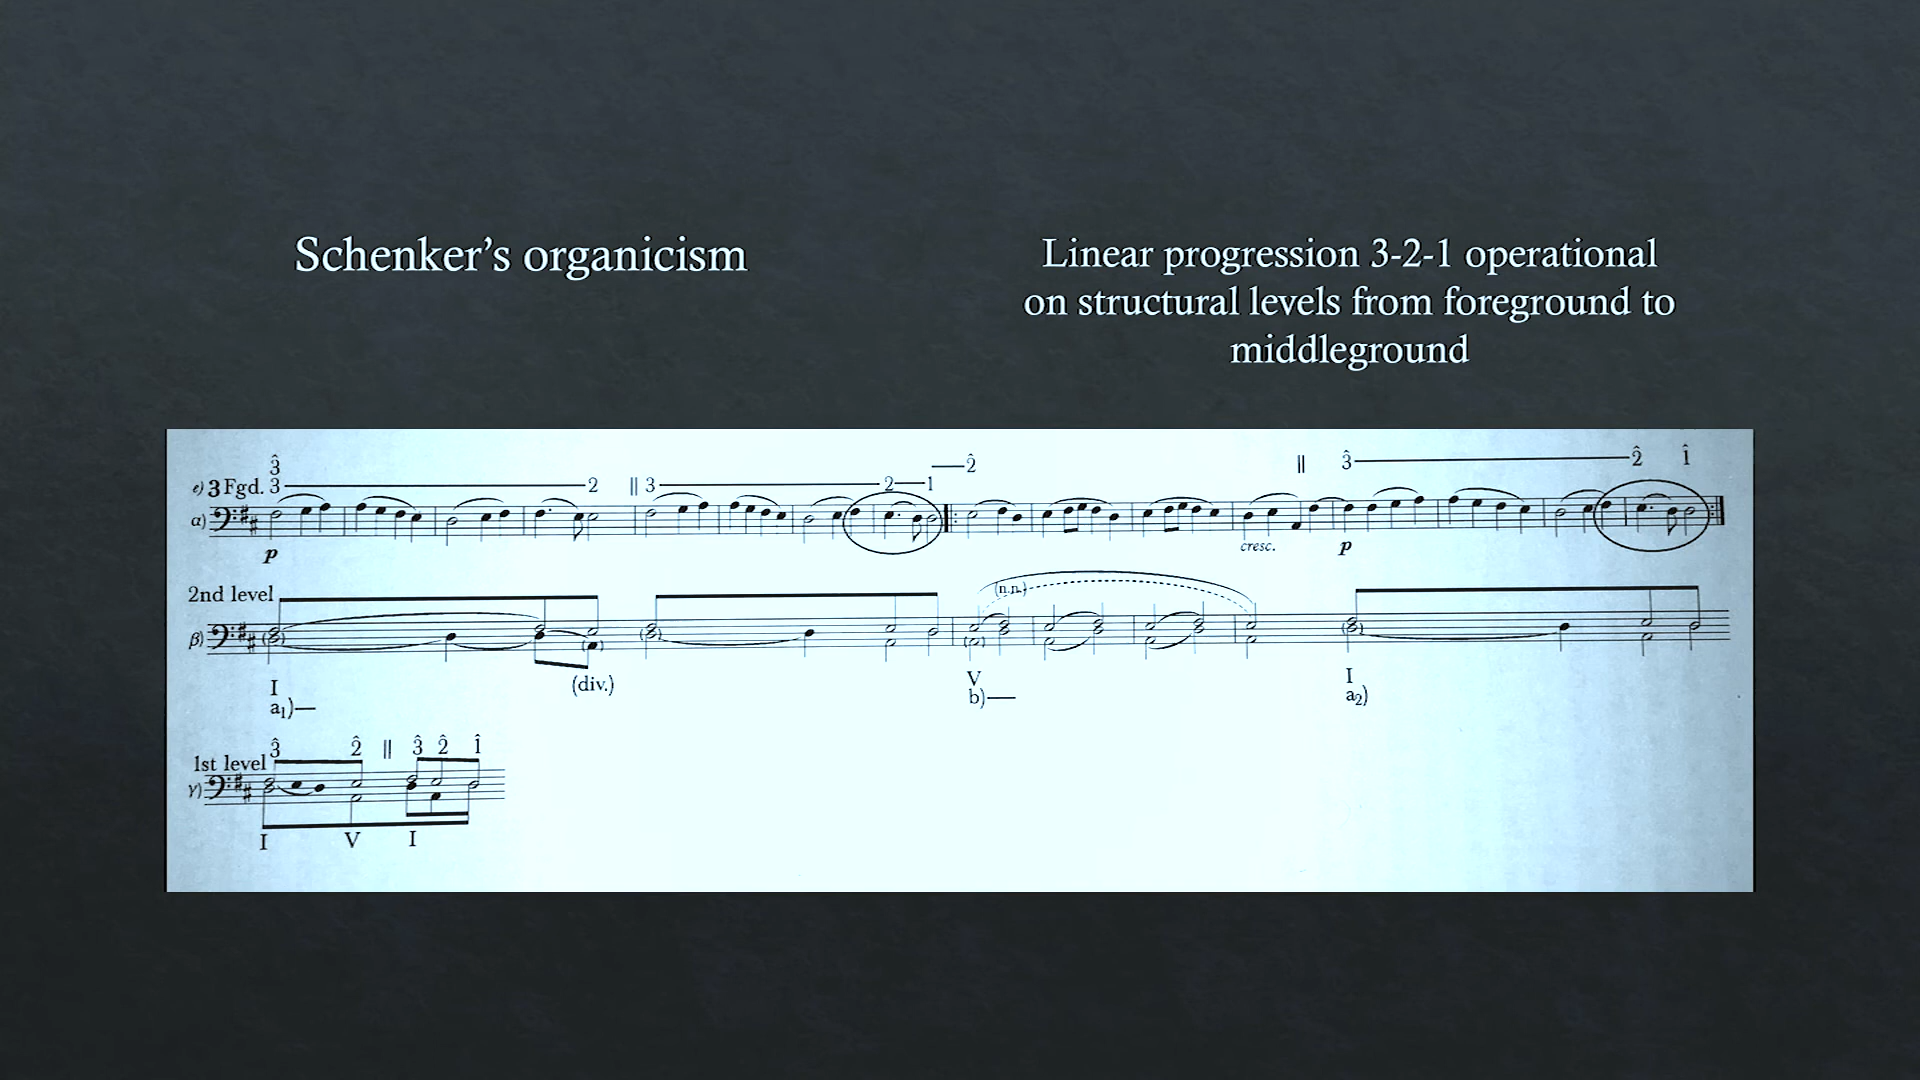 Schenker’s organicism
Linear progression 3-2-1 operational
on structural levels from foreground to
middleground
3̂ 2̂
e) 3 Fgd. 3 2 || 3 2 1 || 3̂ 2̂ 1̂
α)
p cresc. p
2nd level (n.n.)
β)
I (div.) V I
a₁) b) a₂)
3̂ 2̂ || 3̂ 2̂ 1̂
1st level
γ)
I V I